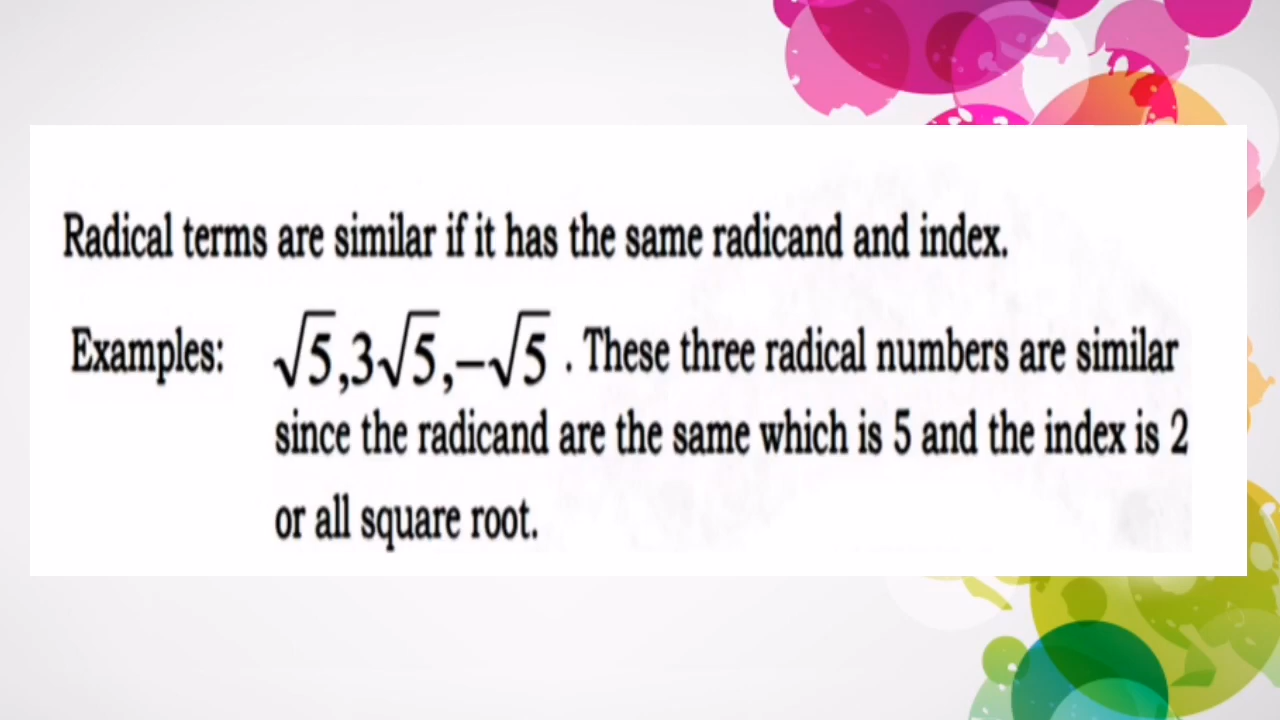 Radical terms are similar if it has the same radicand and index.
Examples: √5,3√5,−√5 . These three radical numbers are similar
since the radicand are the same which is 5 and the index is 2
or all square root.